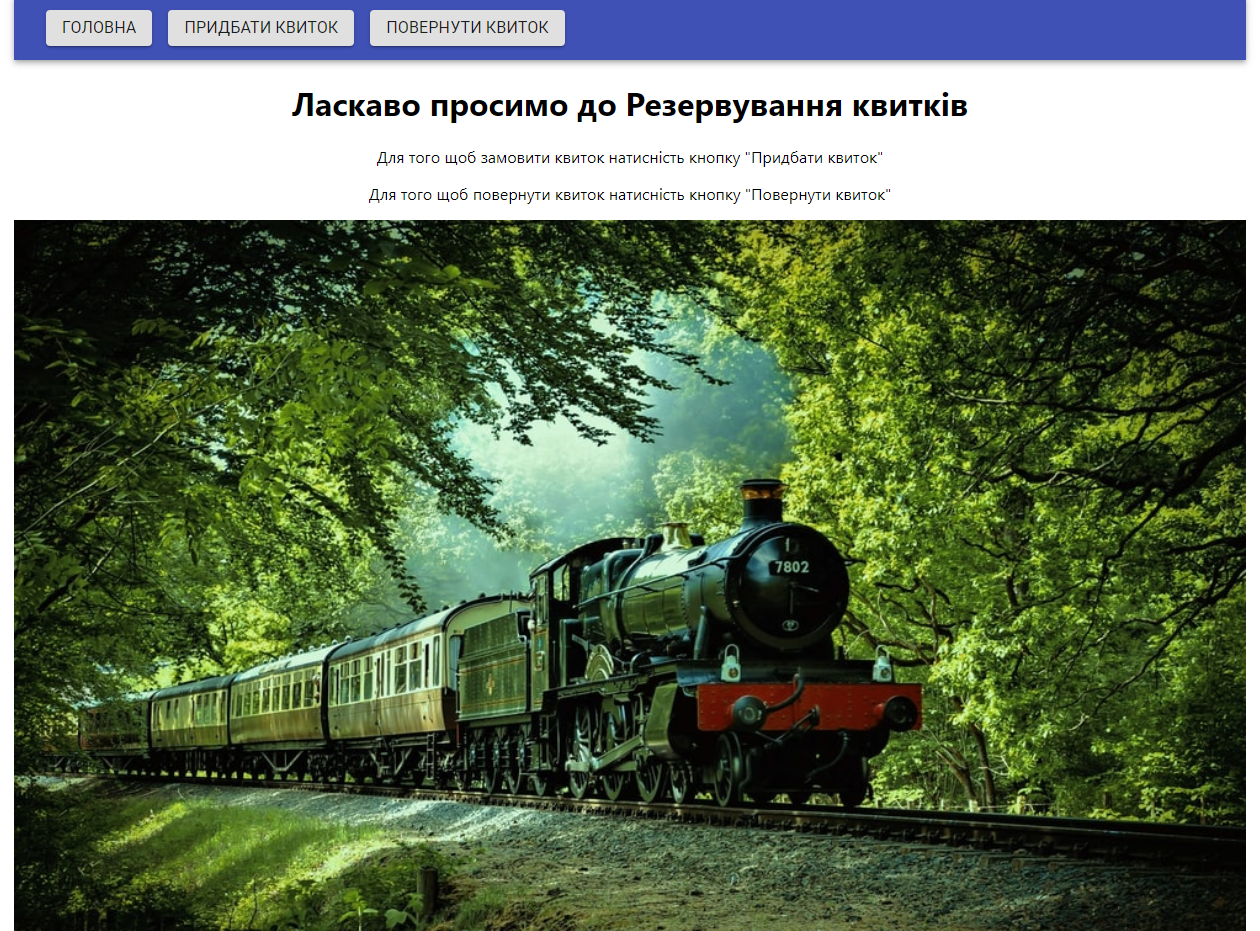 ГОЛОВНА ПРИДБАТИ КВИТОК ПОВЕРНУТИ КВИТОК
Ласкаво просимо до Резервування квитків
Для того щоб замовити квиток натисність кнопку "Придбати квиток"
Для того щоб повернути квиток натисність кнопку "Повернути квиток"
7802